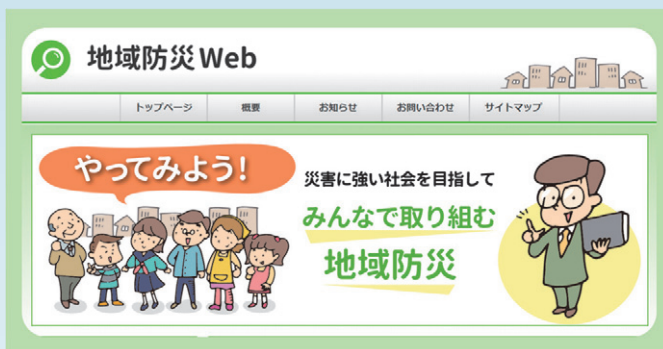 地域防災Web
トップページ 概要 お知らせ お問い合わせ サイトマップ
やってみよう!
災害に強い社会を目指して
みんなで取り組む
地域防災